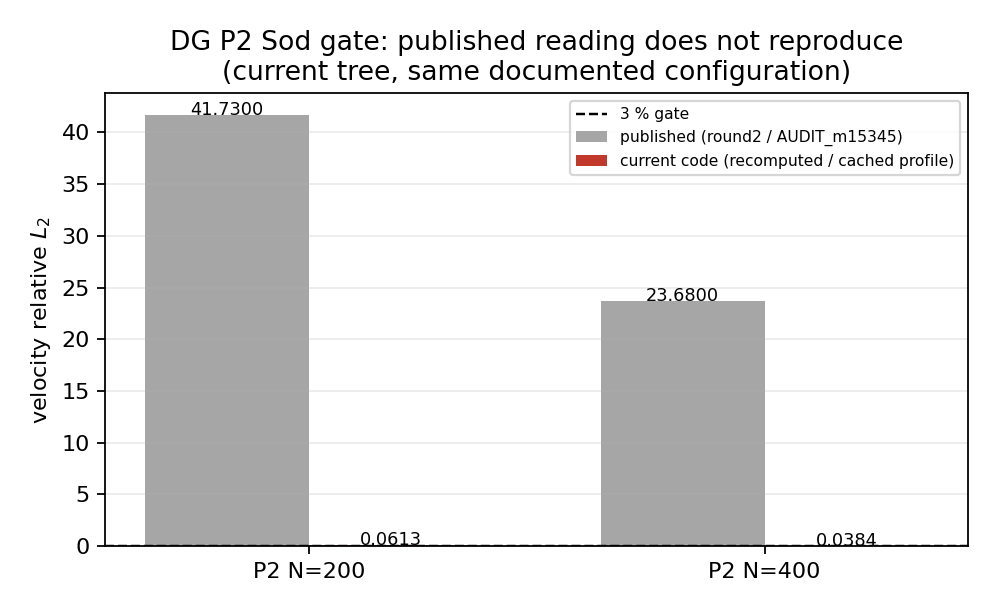 DG P2 Sod gate: published reading does not reproduce
(current tree, same documented configuration)
3 % gate
published (round2 / AUDIT_m15345)
current code (recomputed / cached profile)
velocity relative L₂
40
35
30
25
20
15
10
5
0
41.7300
0.0613
23.6800
0.0384
P2 N=200
P2 N=400